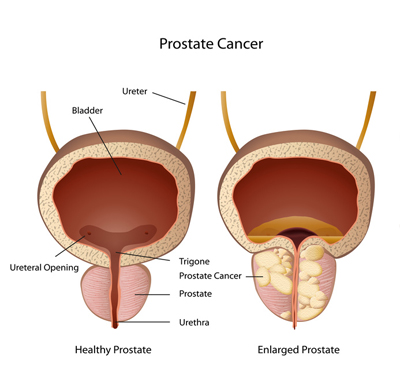 Prostate Cancer
Ureter
Bladder
Ureteral Opening
Trigone
Prostate Cancer
Prostate
Urethra
Healthy Prostate
Enlarged Prostate